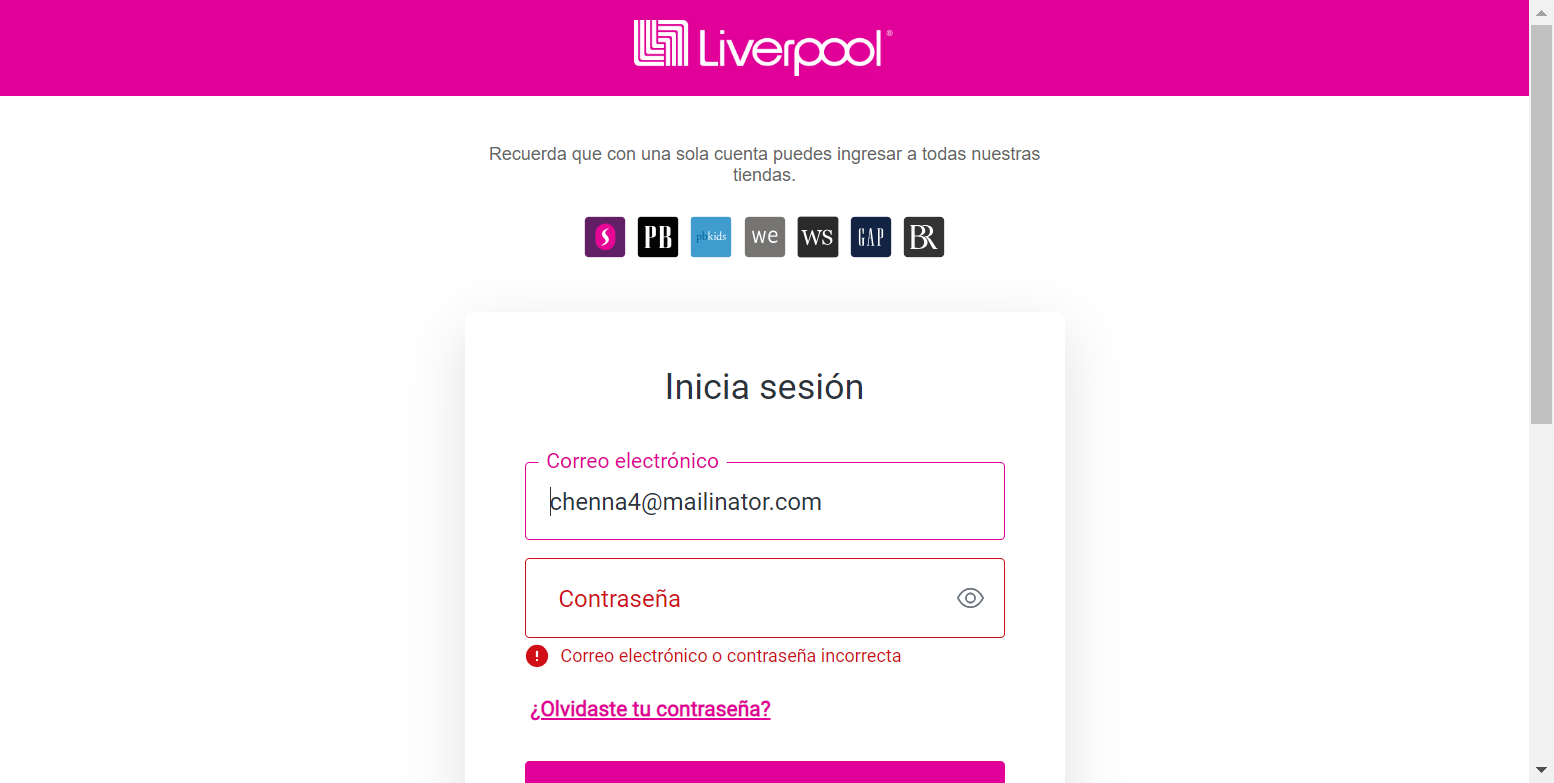 Liverpool®
Recuerda que con una sola cuenta puedes ingresar a todas nuestras
tiendas.
S PB pbkids we WS GAP BR
Inicia sesión
Correo electrónico
chenna4@mailinator.com
Contraseña
Correo electrónico o contraseña incorrecta
¿Olvidaste tu contraseña?